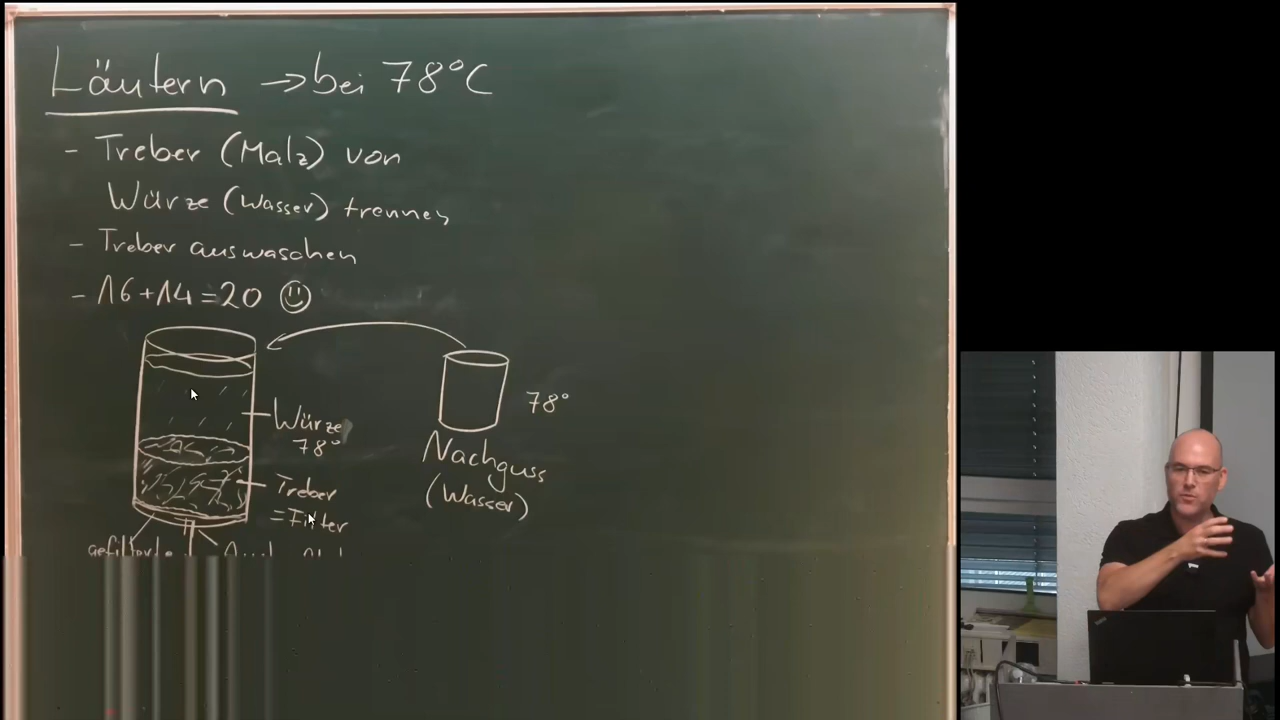 Läutern → bei 78°C
- Treber (Malz) von
Würze (Wasser) trennen
- Treber auswaschen
- 16+14=20 ☺
Würze
78°
78°
Nachguss
(Wasser)
Treber
= Filter